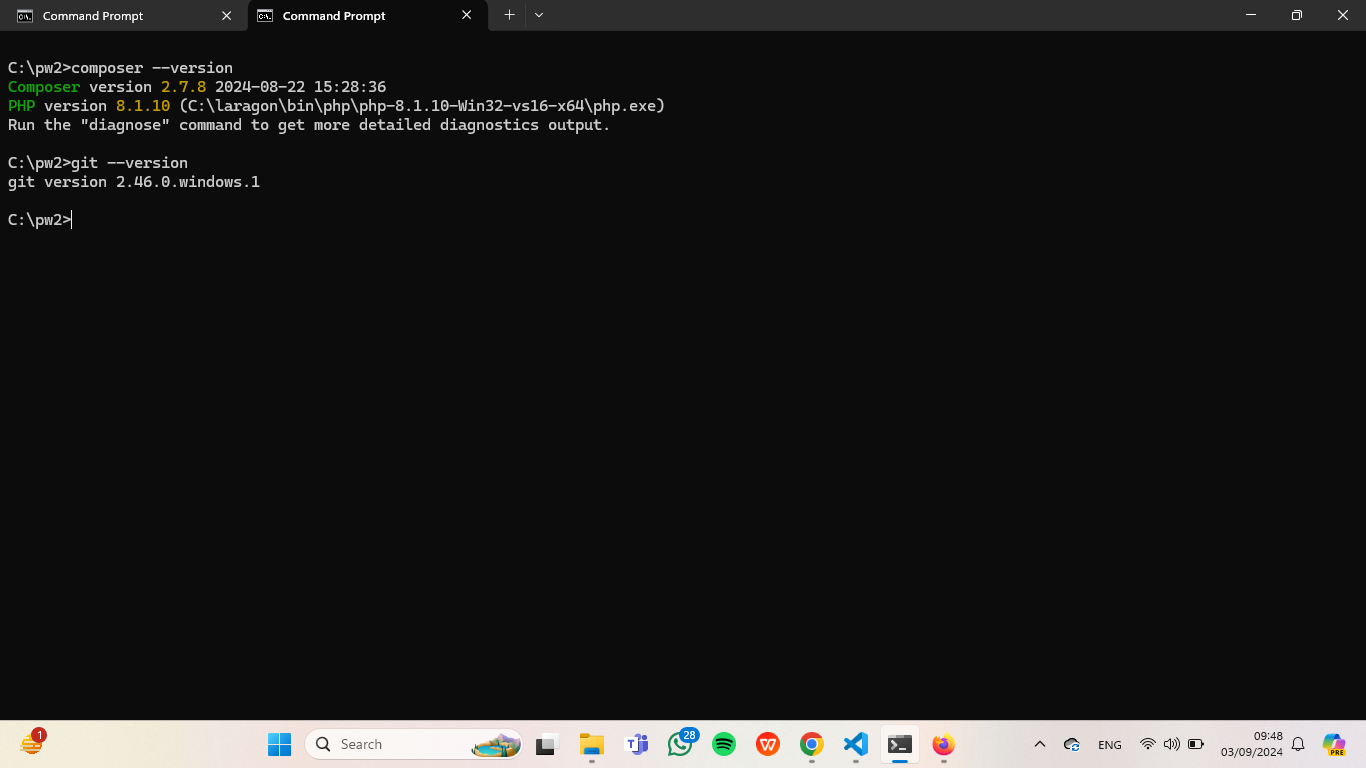 Command Prompt
Command Prompt
C:\pw2>composer --version
Composer version 2.7.8 2024-08-22 15:28:36
PHP version 8.1.10 (C:\laragon\bin\php\php-8.1.10-Win32-vs16-x64\php.exe)
Run the "diagnose" command to get more detailed diagnostics output.
C:\pw2>git --version
git version 2.46.0.windows.1
C:\pw2>
1
Search
28
ENG
09:48
03/09/2024
PRE